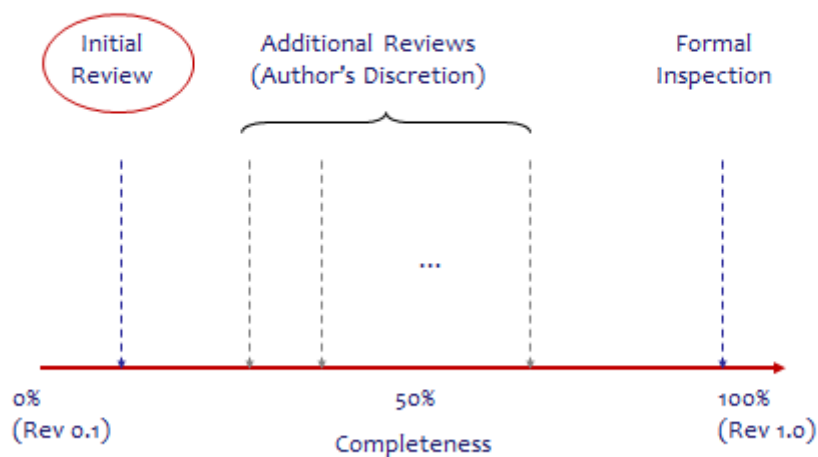 Initial
Review
Additional Reviews
(Author's Discretion)
Formal
Inspection
...
0%
(Rev 0.1)
50%
100%
(Rev 1.0)
Completeness